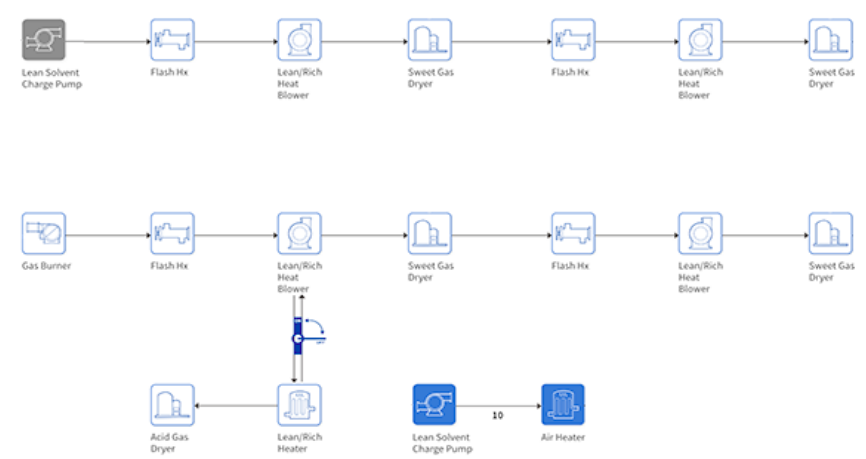 Lean Solvent
Charge Pump
Flash Hx
Lean/Rich
Heat
Blower
Sweet Gas
Dryer
Flash Hx
Lean/Rich
Heat
Blower
Sweet Gas
Dryer
Gas Burner
Flash Hx
Lean/Rich
Heat
Blower
Sweet Gas
Dryer
Flash Hx
Lean/Rich
Heat
Blower
Sweet Gas
Dryer
Acid Gas
Dryer
Lean/Rich
Heater
Lean Solvent
Charge Pump
10
Air Heater